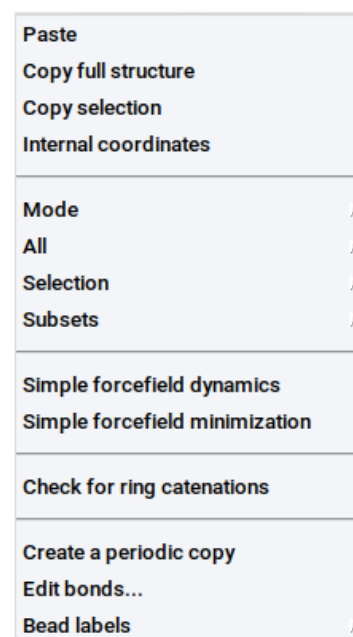 Paste
Copy full structure
Copy selection
Internal coordinates
Mode
All
Selection
Subsets
Simple forcefield dynamics
Simple forcefield minimization
Check for ring catenations
Create a periodic copy
Edit bonds...
Bead labels